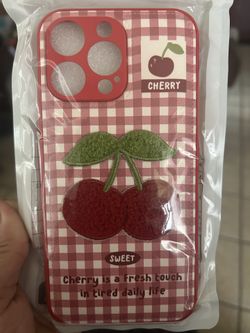 CHERRY
SWEET
Cherry is a fresh touch
in tired daily life